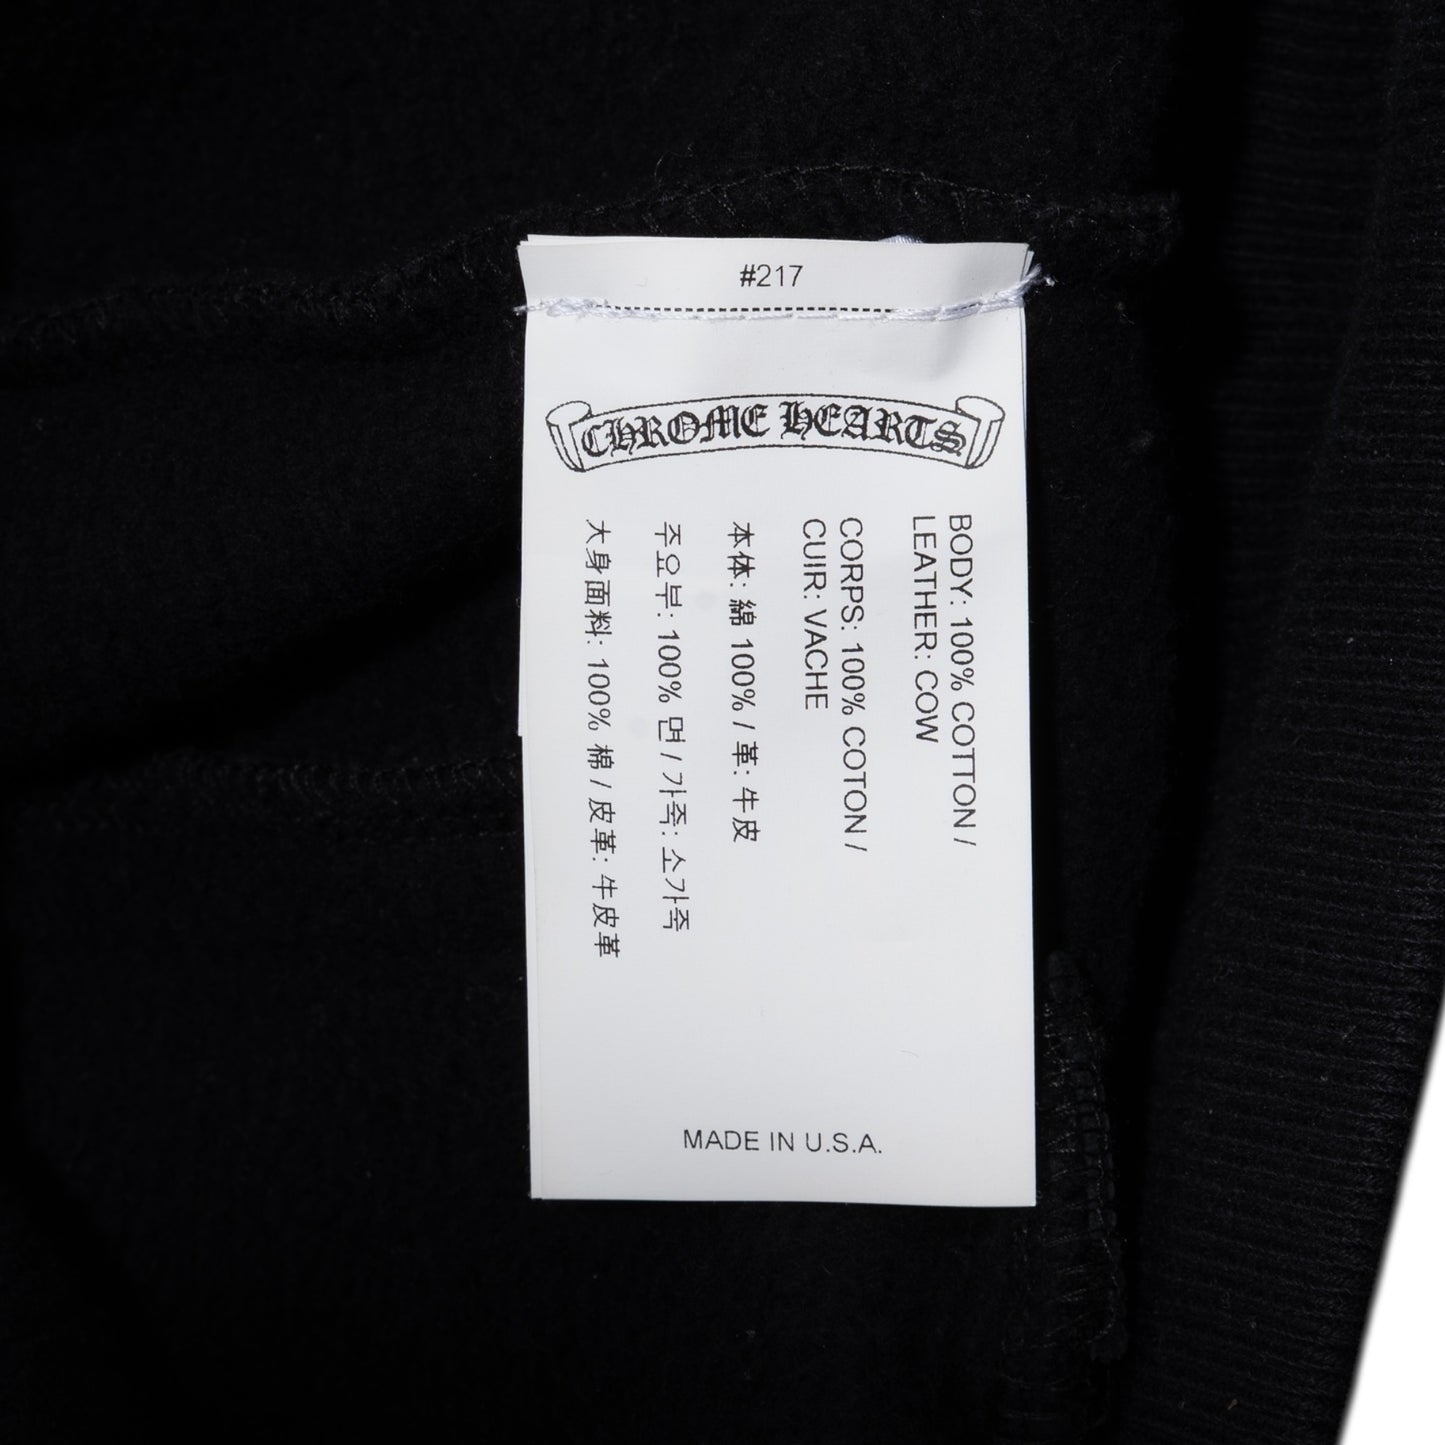 #217
CHROME HEARTS
BODY: 100% COTTON /
LEATHER: COW
CORPS: 100% COTON /
CUIR: VACHE
本体: 綿 100% / 革: 牛皮
주요부: 100% 면 / 가죽: 소가죽
大身面料: 100% 棉 / 皮革: 牛皮革
MADE IN U.S.A.